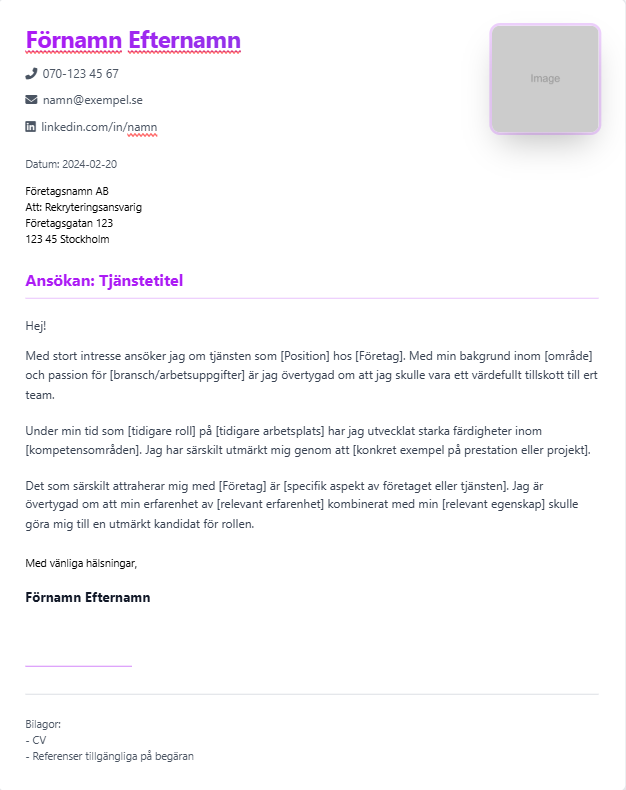 Förnamn Efternamn
070-123 45 67
namn@exempel.se
linkedin.com/in/namn
Image
Datum: 2024-02-20
Företagsnamn AB
Att: Rekryteringsansvarig
Företagsgatan 123
123 45 Stockholm
Ansökan: Tjänstetitel
Hej!
Med stort intresse ansöker jag om tjänsten som [Position] hos [Företag]. Med min bakgrund inom [område]
och passion för [bransch/arbetsuppgifter] är jag övertygad om att jag skulle vara ett värdefullt tillskott till ert
team.
Under min tid som [tidigare roll] på [tidigare arbetsplats] har jag utvecklat starka färdigheter inom
[kompetensområden]. Jag har särskilt utmärkt mig genom att [konkret exempel på prestation eller projekt].
Det som särskilt attraherar mig med [Företag] är [specifik aspekt av företaget eller tjänsten]. Jag är
övertygad om att min erfarenhet av [relevant erfarenhet] kombinerat med min [relevant egenskap] skulle
göra mig till en utmärkt kandidat för rollen.
Med vänliga hälsningar,
Förnamn Efternamn
Bilagor:
- CV
- Referenser tillgängliga på begäran